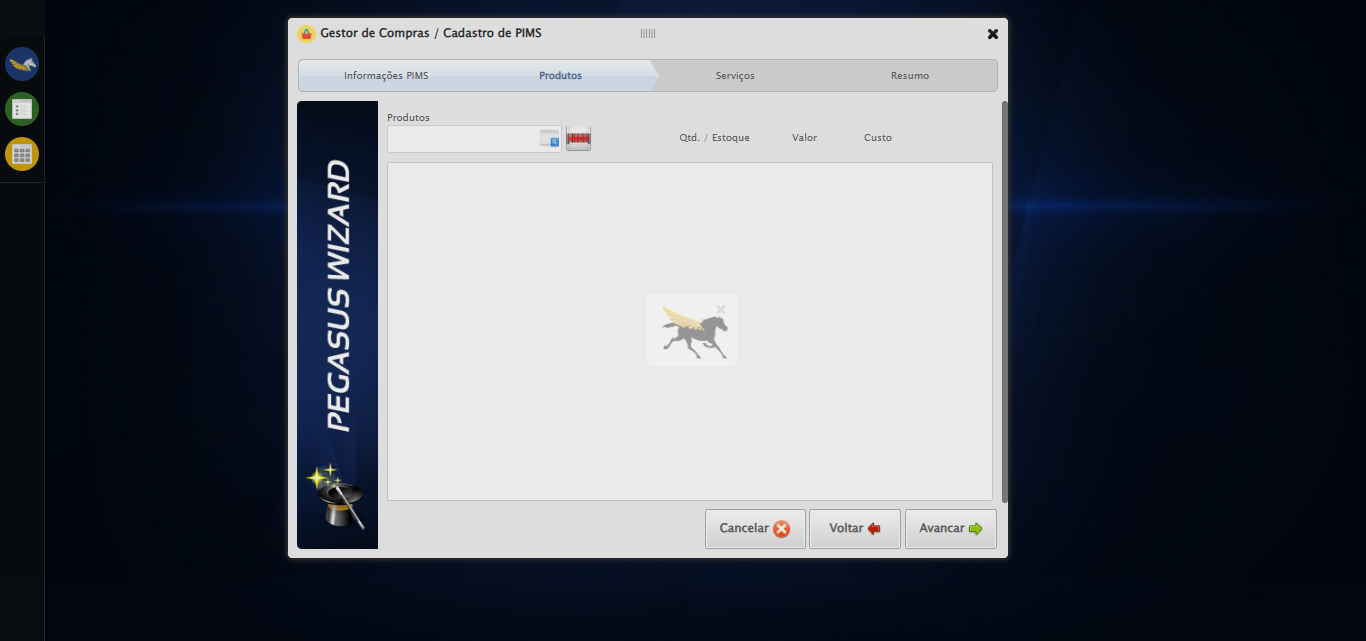 Gestor de Compras / Cadastro de PIMS
Informações PIMS Produtos Serviços Resumo
Produtos
Qtd. / Estoque Valor Custo
PEGASUS WIZARD
Cancelar Voltar Avancar